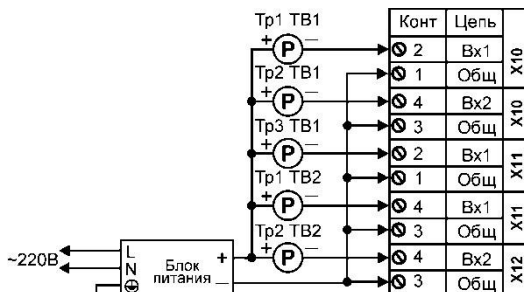 Конт Цепь
Тр1 ТВ1
+ P – 2 Вх1 X10
1 Общ
Тр2 ТВ1
+ P – 4 Вх2 X10
3 Общ
Тр3 ТВ1
+ P – 2 Вх1 X11
1 Общ
Тр1 ТВ2
+ P – 4 Вх1 X11
3 Общ
Тр2 ТВ2
+ P – 4 Вх2 X12
3 Общ
~220В L N Блок питания + –